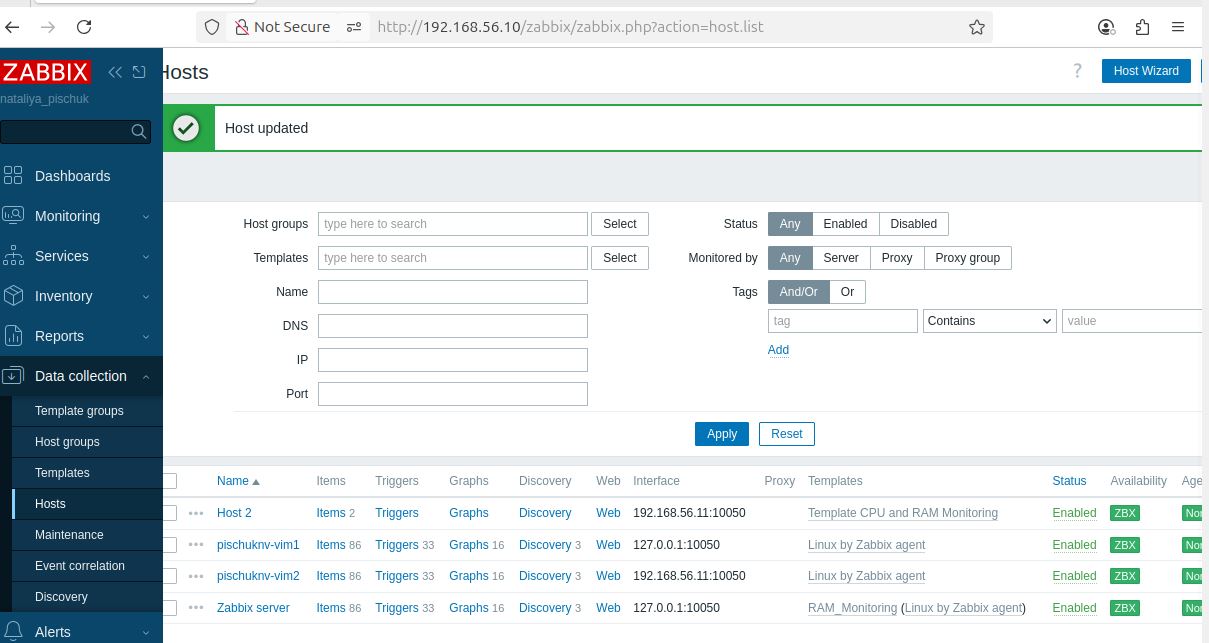 Not Secure http://192.168.56.10/zabbix/zabbix.php?action=host.list
ZABBIX
nataliya_pischuk
Dashboards
Monitoring
Services
Inventory
Reports
Data collection
Template groups
Host groups
Templates
Hosts
Maintenance
Event correlation
Discovery
Alerts
Hosts ? Host Wizard
Host updated
Host groups type here to search Select
Templates type here to search Select
Name
DNS
IP
Port
Status Any Enabled Disabled
Monitored by Any Server Proxy Proxy group
Tags And/Or Or
tag Contains value
Add
Apply Reset
Name Items Triggers Graphs Discovery Web Interface Proxy Templates Status Availability Age
Host 2 Items 2 Triggers Graphs Discovery Web 192.168.56.11:10050 Template CPU and RAM Monitoring Enabled ZBX Nor
pischuknv-vim1 Items 86 Triggers 33 Graphs 16 Discovery 3 Web 127.0.0.1:10050 Linux by Zabbix agent Enabled ZBX Nor
pischuknv-vim2 Items 86 Triggers 33 Graphs 16 Discovery 3 Web 192.168.56.11:10050 Linux by Zabbix agent Enabled ZBX Nor
Zabbix server Items 86 Triggers 33 Graphs 16 Discovery 3 Web 127.0.0.1:10050 RAM_Monitoring (Linux by Zabbix agent) Enabled ZBX Nor